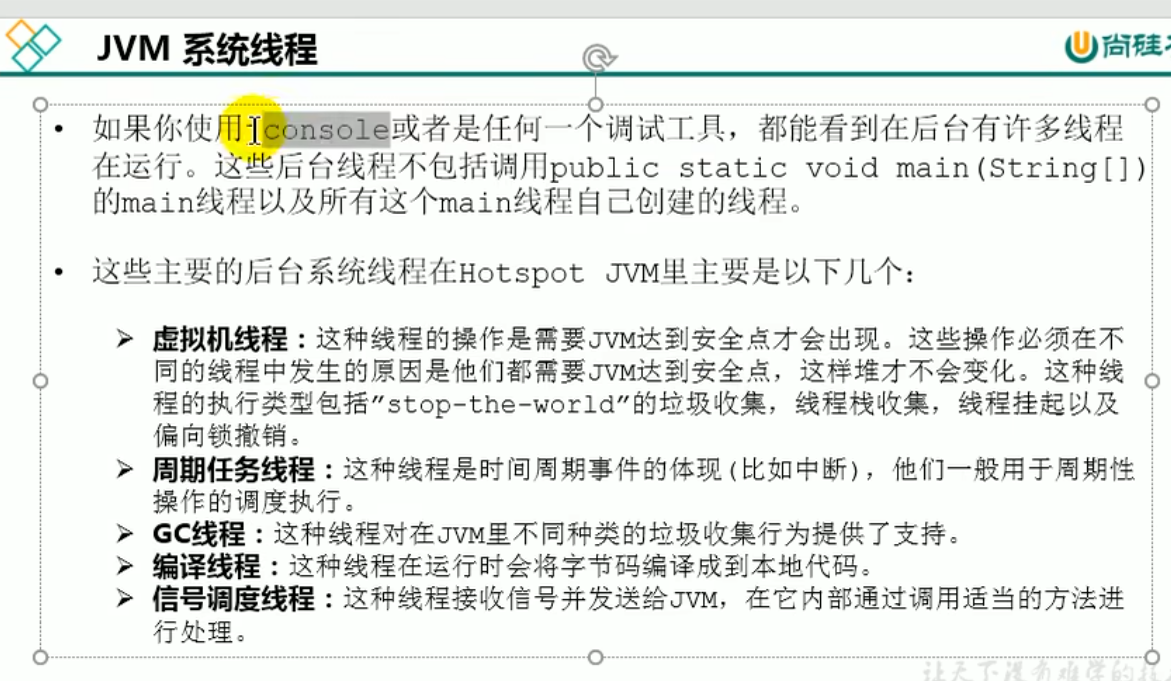 JVM 系统线程
尚硅
• 如果你使用jconsole或者是任何一个调试工具，都能看到在后台有许多线程
在运行。这些后台线程不包括调用public static void main(String[])
的main线程以及所有这个main线程自己创建的线程。
• 这些主要的后台系统线程在Hotspot JVM里主要是以下几个：
➢ 虚拟机线程：这种线程的操作是需要JVM达到安全点才会出现。这些操作必须在不
同的线程中发生的原因是他们都需要JVM达到安全点，这样堆才不会变化。这种线
程的执行类型包括”stop-the-world”的垃圾收集，线程栈收集，线程挂起以及
偏向锁撤销。
➢ 周期任务线程：这种线程是时间周期事件的体现(比如中断)，他们一般用于周期性
操作的调度执行。
➢ GC线程：这种线程对在JVM里不同种类的垃圾收集行为提供了支持。
➢ 编译线程：这种线程在运行时会将字节码编译成到本地代码。
➢ 信号调度线程：这种线程接收信号并发送给JVM，在它内部通过调用适当的方法进
行处理。
让天下没有难学的技